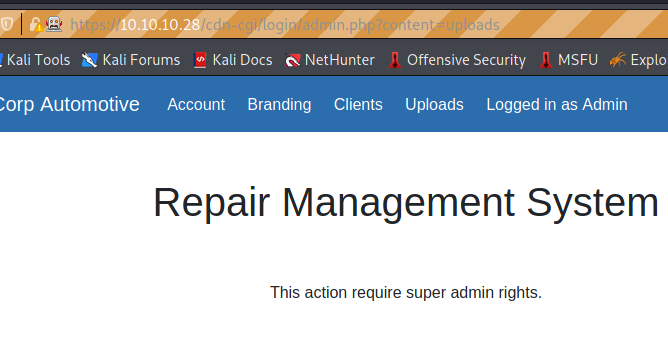 https://10.10.10.28/cdn-cgi/login/admin.php?content=uploads
Kali Tools Kali Forums Kali Docs NetHunter Offensive Security MSFU Explo
Corp Automotive Account Branding Clients Uploads Logged in as Admin
Repair Management System
This action require super admin rights.